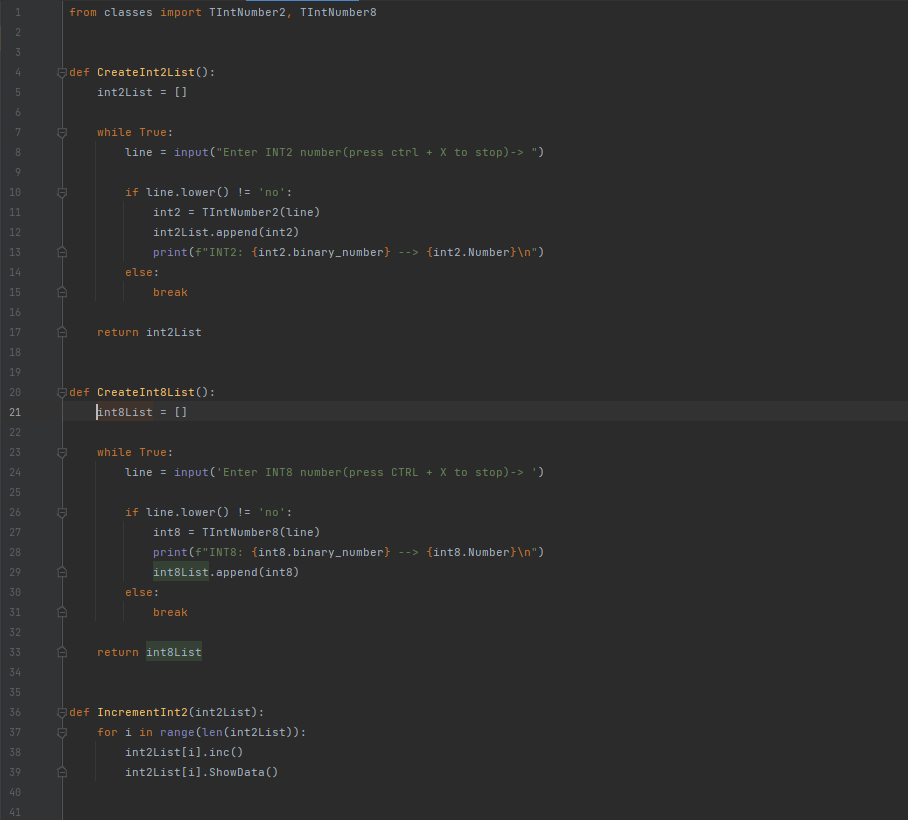 1 from classes import TIntNumber2, TIntNumber8
2
3
4 def CreateInt2List():
5     int2List = []
6
7     while True:
8         line = input("Enter INT2 number(press ctrl + X to stop)-> ")
9
10         if line.lower() != 'no':
11             int2 = TIntNumber2(line)
12             int2List.append(int2)
13             print(f"INT2: {int2.binary_number} --> {int2.Number}\n")
14         else:
15             break
16
17     return int2List
18
19
20 def CreateInt8List():
21     int8List = []
22
23     while True:
24         line = input('Enter INT8 number(press CTRL + X to stop)-> ')
25
26         if line.lower() != 'no':
27             int8 = TIntNumber8(line)
28             print(f"INT8: {int8.binary_number} --> {int8.Number}\n")
29             int8List.append(int8)
30         else:
31             break
32
33     return int8List
34
35
36 def IncrementInt2(int2List):
37     for i in range(len(int2List)):
38         int2List[i].inc()
39         int2List[i].ShowData()
40
41